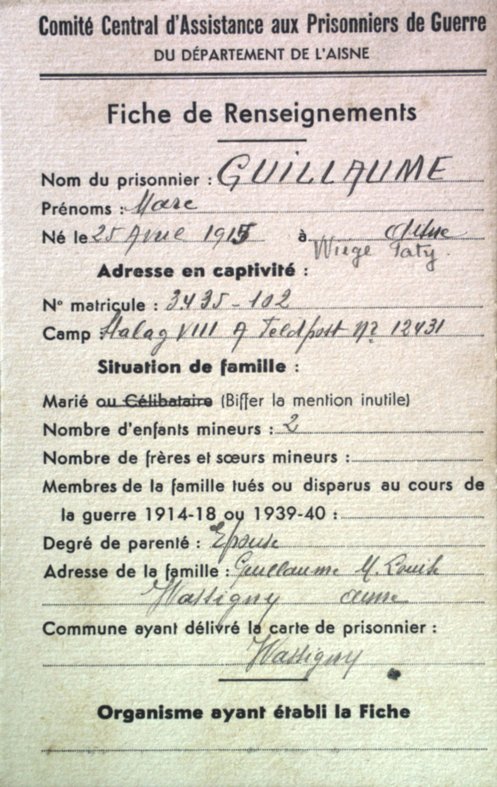 Comité Central d'Assistance aux Prisonniers de Guerre
DU DÉPARTEMENT DE L'AISNE
Fiche de Renseignements
Nom du prisonnier : GUILLAUME
Prénoms : Marc
Né le 25 Avril 1915 à Aisne
Wiège Faty
Adresse en captivité :
N° matricule : 3435-102
Camp : Stalag VIII A Feldpost Nr 12431
Situation de famille :
Marié ou Célibataire (Biffer la mention inutile)
Nombre d'enfants mineurs : 2
Nombre de frères et sœurs mineurs :
Membres de la famille tués ou disparus au cours de
la guerre 1914-18 ou 1939-40 :
Degré de parenté : Epouse
Adresse de la famille : Guillaume M Louise
Wassigny Aisne
Commune ayant délivré la carte de prisonnier :
Wassigny
Organisme ayant établi la Fiche